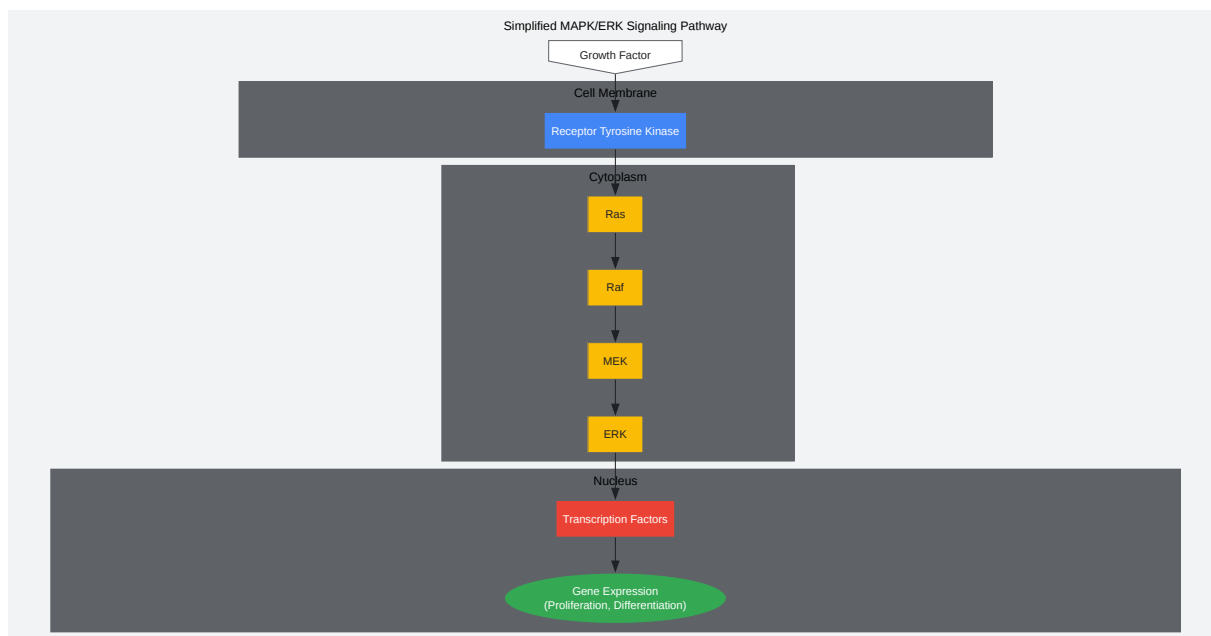 Simplified MAPK/ERK Signaling Pathway
Growth Factor
Cell Membrane
Receptor Tyrosine Kinase
Cytoplasm
Ras
Raf
MEK
ERK
Nucleus
Transcription Factors
Gene Expression
(Proliferation, Differentiation)